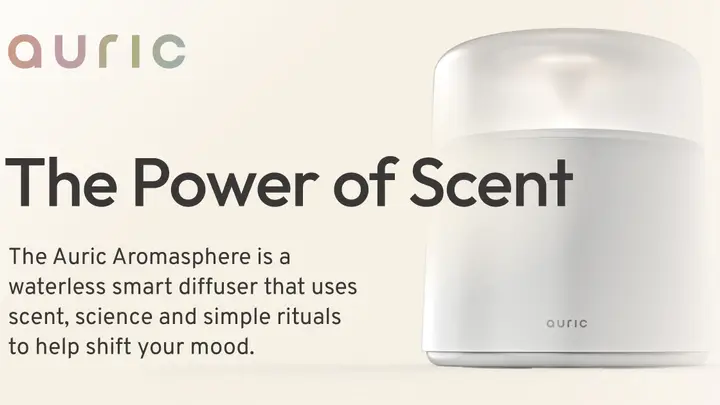 auric
The Power of Scent
The Auric Aromasphere is a
waterless smart diffuser that uses
scent, science and simple rituals
to help shift your mood.
auric